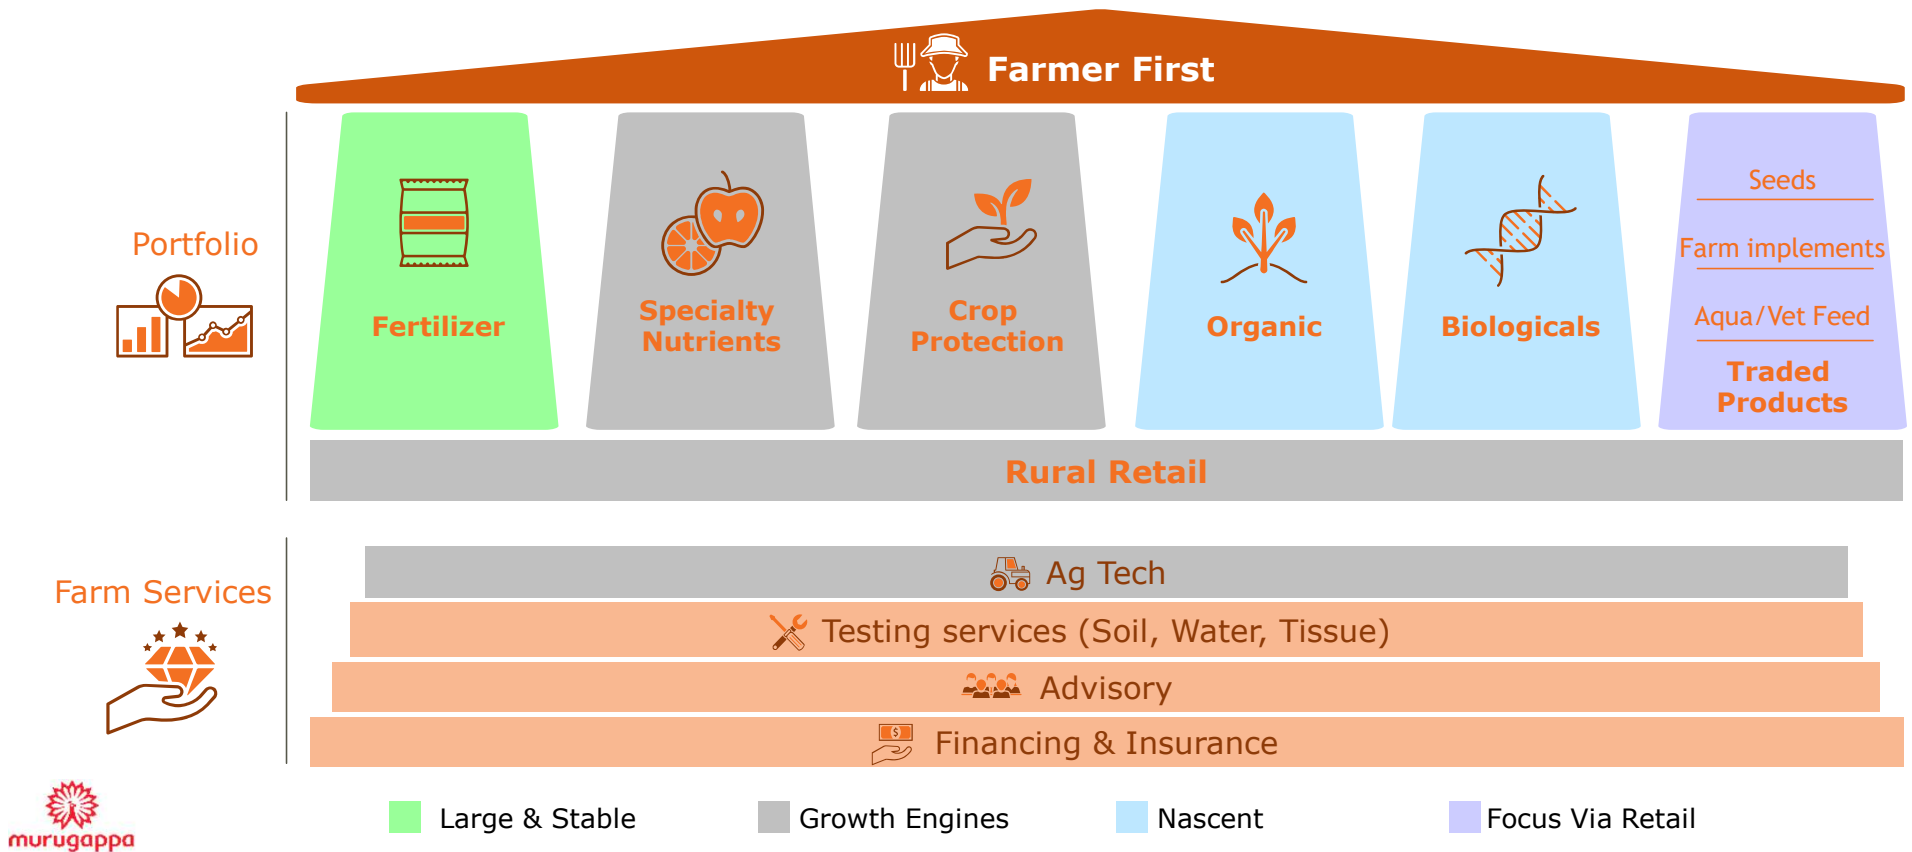 Farmer First
Portfolio
Fertilizer
Specialty
Nutrients
Crop
Protection
Organic
Biologicals
Seeds
Farm implements
Aqua/Vet Feed
Traded
Products
Rural Retail
Farm Services
Ag Tech
Testing services (Soil, Water, Tissue)
Advisory
$
Financing & Insurance
murugappa
Large & Stable
Growth Engines
Nascent
Focus Via Retail